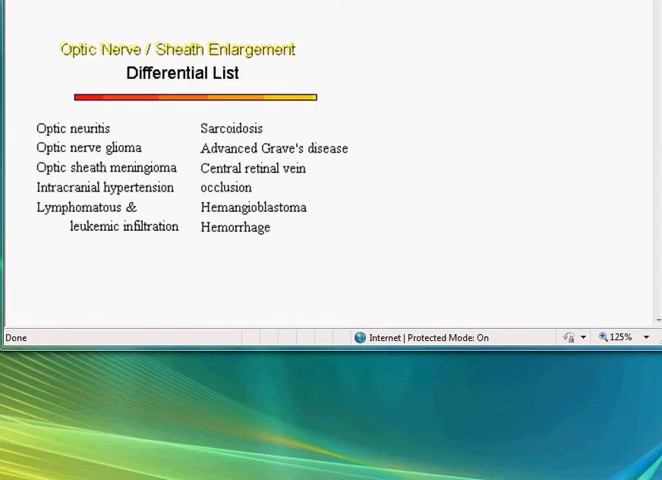 Optic Nerve / Sheath Enlargement
Differential List
Optic neuritis
Optic nerve glioma
Optic sheath meningioma
Intracranial hypertension
Lymphomatous &
leukemic infiltration
Sarcoidosis
Advanced Grave's disease
Central retinal vein
occlusion
Hemangioblastoma
Hemorrhage
Done
Internet | Protected Mode: On
125%